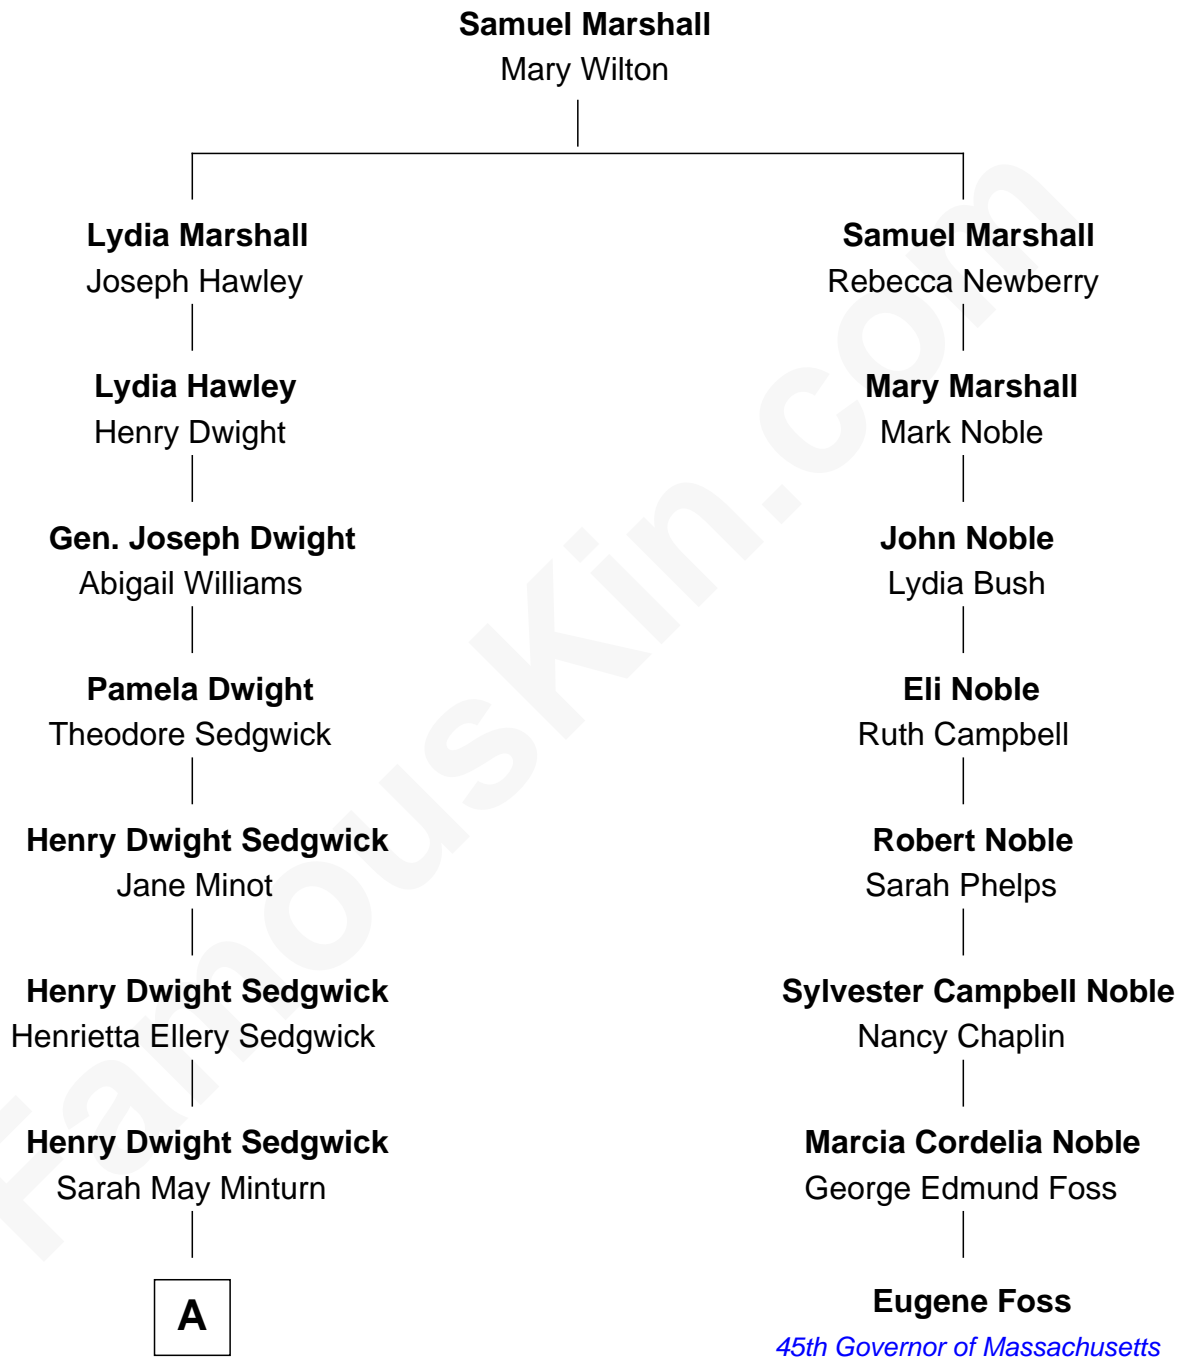 Samuel Marshall
Mary Wilton
Lydia Marshall
Joseph Hawley
Samuel Marshall
Rebecca Newberry
Lydia Hawley
Henry Dwight
Mary Marshall
Mark Noble
Gen. Joseph Dwight
Abigail Williams
John Noble
Lydia Bush
Pamela Dwight
Theodore Sedgwick
Eli Noble
Ruth Campbell
Henry Dwight Sedgwick
Jane Minot
Robert Noble
Sarah Phelps
Henry Dwight Sedgwick
Henrietta Ellery Sedgwick
Sylvester Campbell Noble
Nancy Chaplin
Henry Dwight Sedgwick
Sarah May Minturn
Marcia Cordelia Noble
George Edmund Foss
A
Eugene Foss
45th Governor of Massachusetts
FamousKin.com